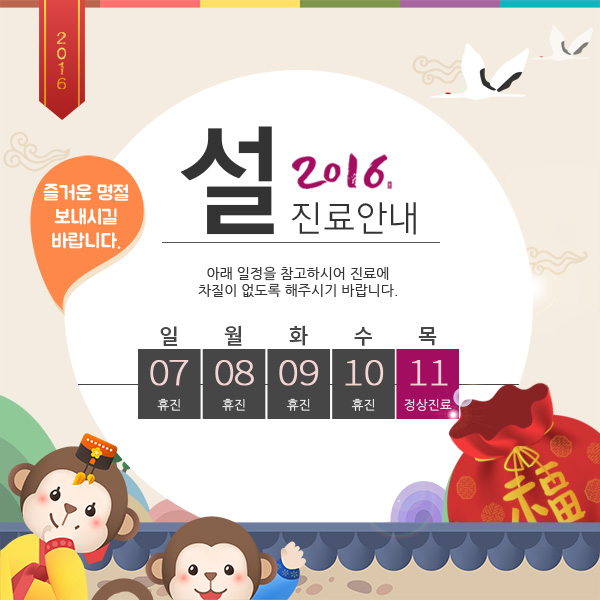 2016
즐거운 명절
보내시길
바랍니다.
설
2016.
진료안내
아래 일정을 참고하시어 진료에
차질이 없도록 해주시기 바랍니다.
일 월 화 수 목
07 08 09 10 11
휴진 휴진 휴진 휴진 정상진료
福